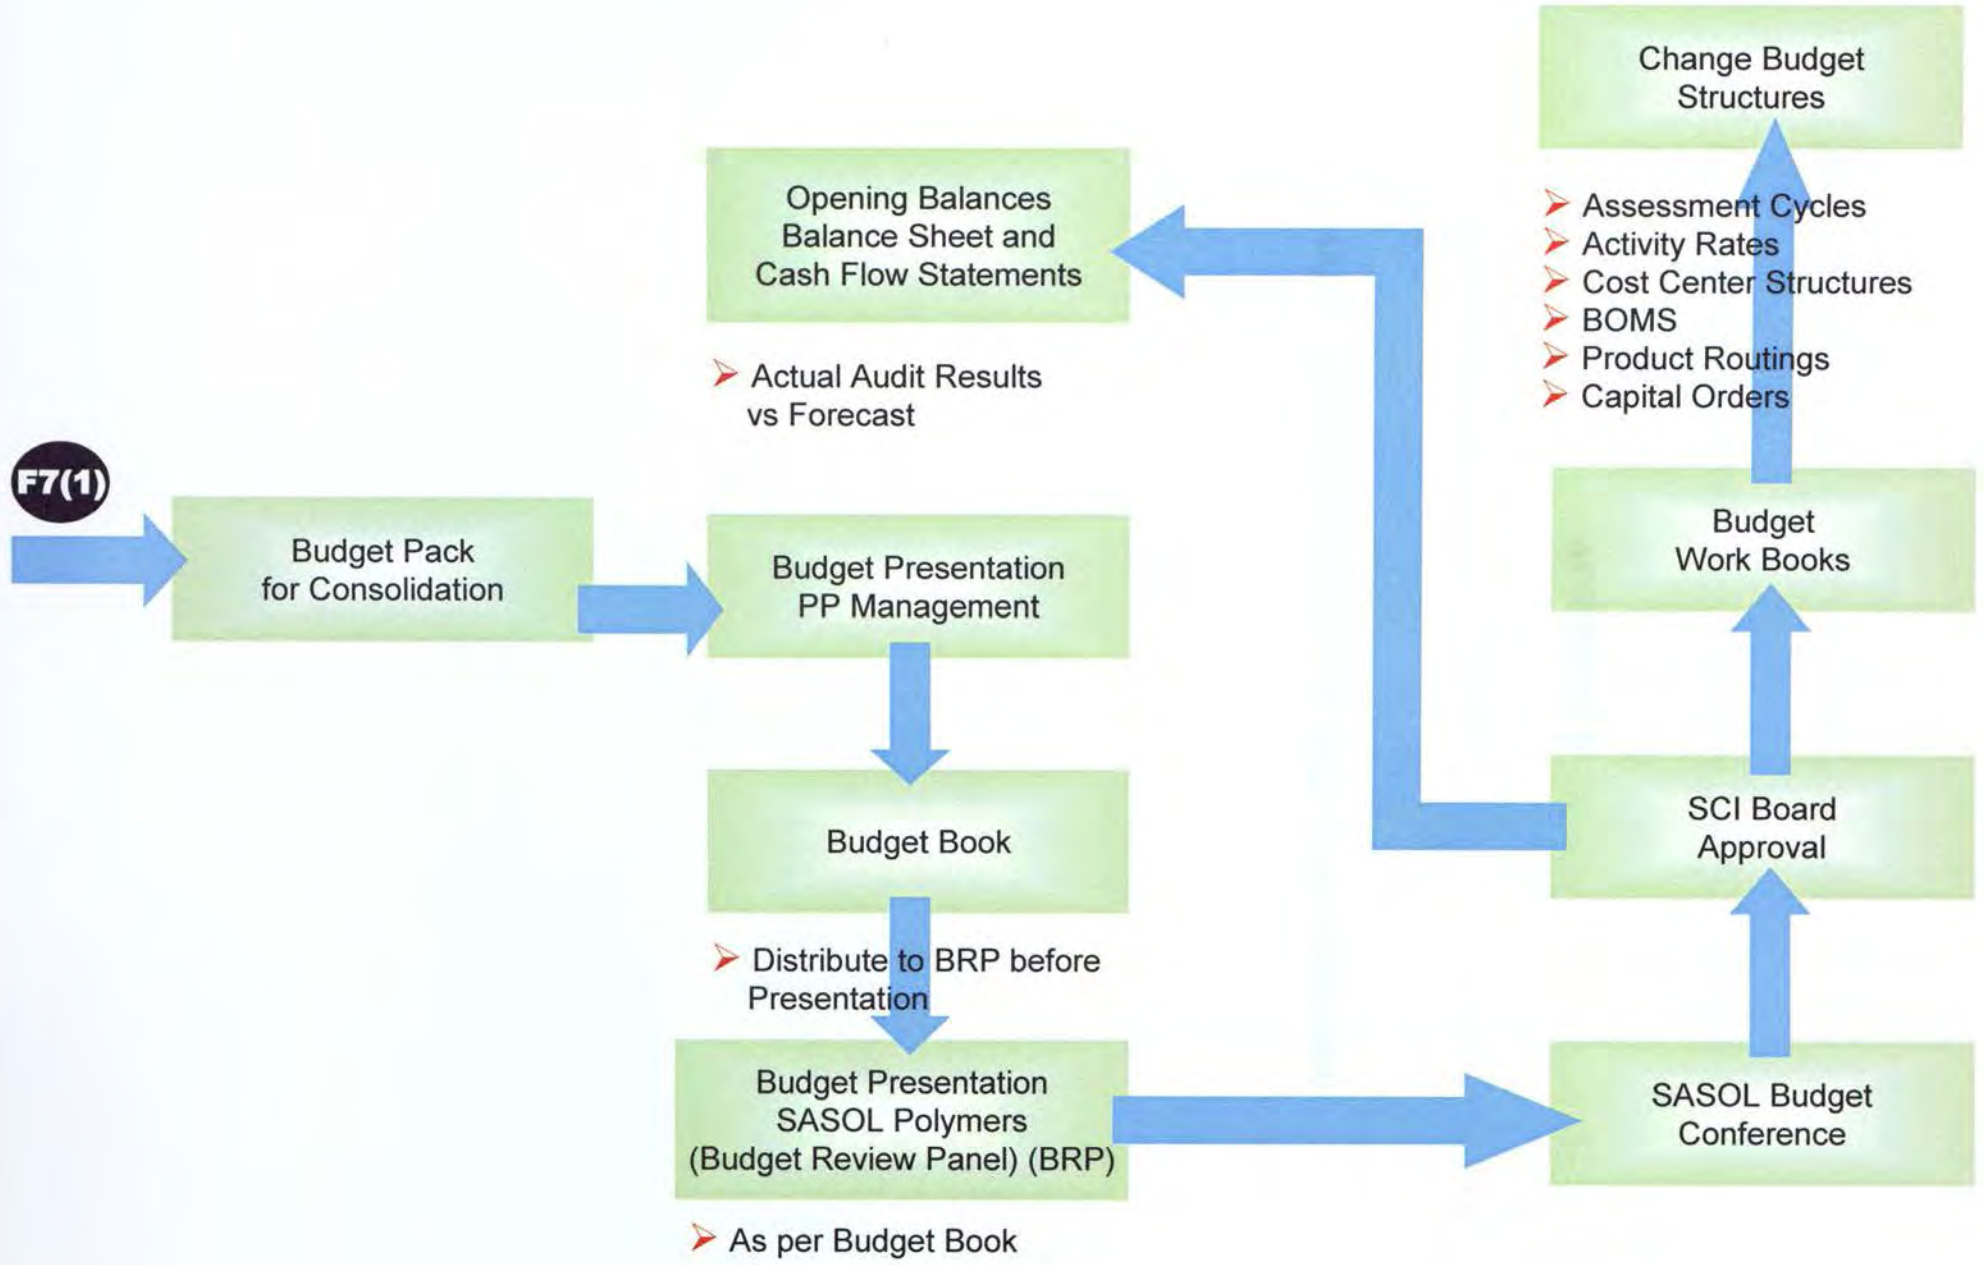 F7(1)
Budget Pack
for Consolidation
Opening Balances
Balance Sheet and
Cash Flow Statements
Actual Audit Results
vs Forecast
Budget Presentation
PP Management
Budget Book
Distribute to BRP before
Presentation
Budget Presentation
SASOL Polymers
(Budget Review Panel) (BRP)
As per Budget Book
Change Budget
Structures
Assessment Cycles
Activity Rates
Cost Center Structures
BOMS
Product Routings
Capital Orders
Budget
Work Books
SCI Board
Approval
SASOL Budget
Conference